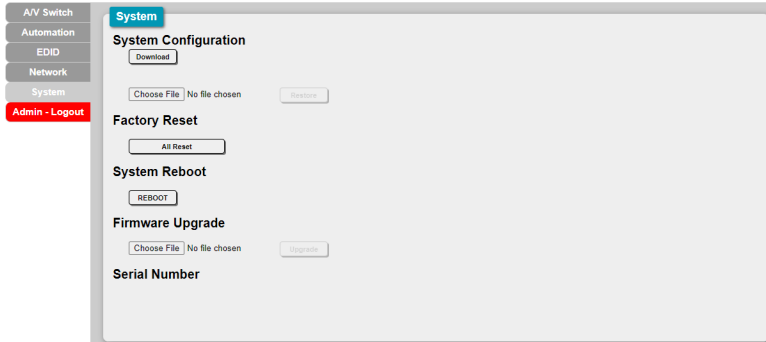 A/V Switch
Automation
EDID
Network
System
Admin - Logout
System
System Configuration
Download
Choose File No file chosen Restore
Factory Reset
All Reset
System Reboot
REBOOT
Firmware Upgrade
Choose File No file chosen Upgrade
Serial Number